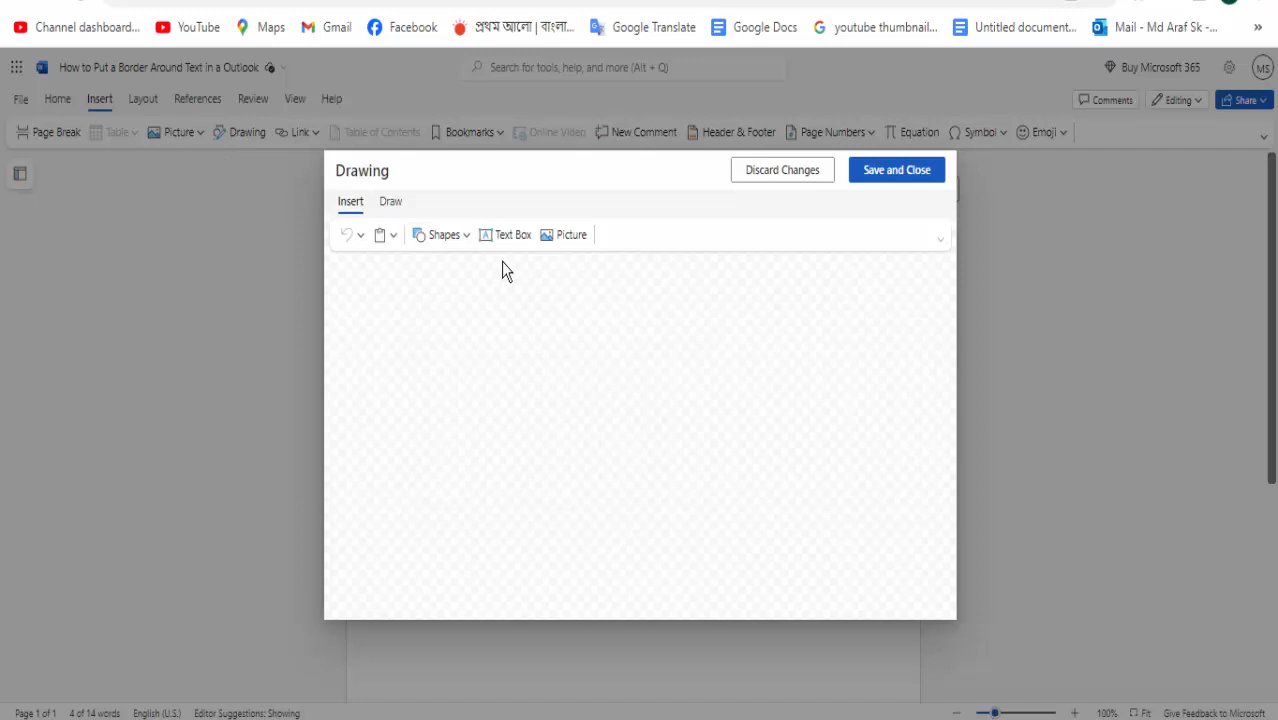 Channel dashboard... YouTube Maps Gmail Facebook প্রথম আলো | বাংলা... Google Translate Google Docs youtube thumbnail... Untitled document... Mail - Md Araf Sk -... »
How to Put a Border Around Text in a Outlook Search for tools, help, and more (Alt + Q) Buy Microsoft 365 MS
File Home Insert Layout References Review View Help Comments Editing Share
Page Break Table Picture Drawing Link Table of Contents Bookmarks Online Video New Comment Header & Footer Page Numbers Equation Symbol Emoji
Drawing Discard Changes Save and Close
Insert Draw
Shapes A Text Box Picture
Page 1 of 1 4 of 14 words English (U.S.) Editor Suggestions: Showing − + 100% Fit Give Feedback to Microsoft